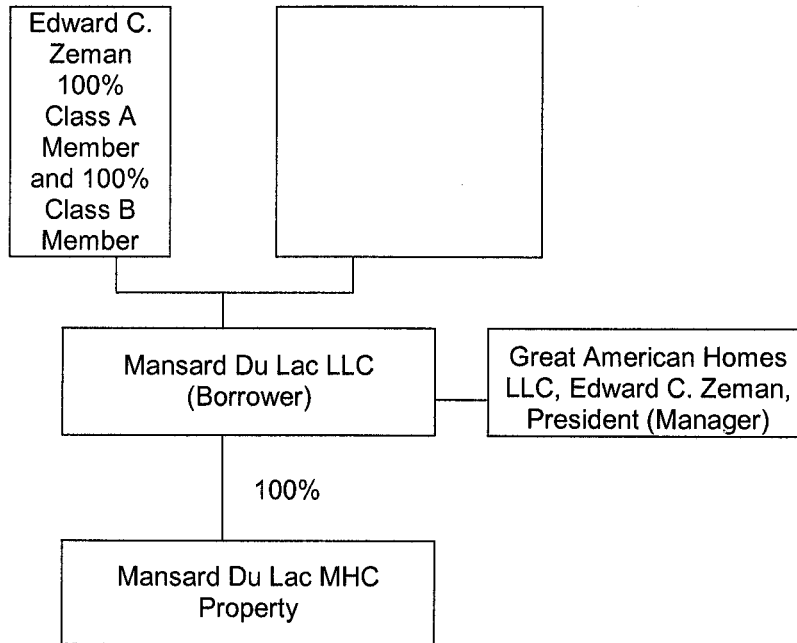 Edward C.
Zeman
100%
Class A
Member
and 100%
Class B
Member
Mansard Du Lac LLC
(Borrower)
Great American Homes
LLC, Edward C. Zeman,
President (Manager)
100%
Mansard Du Lac MHC
Property